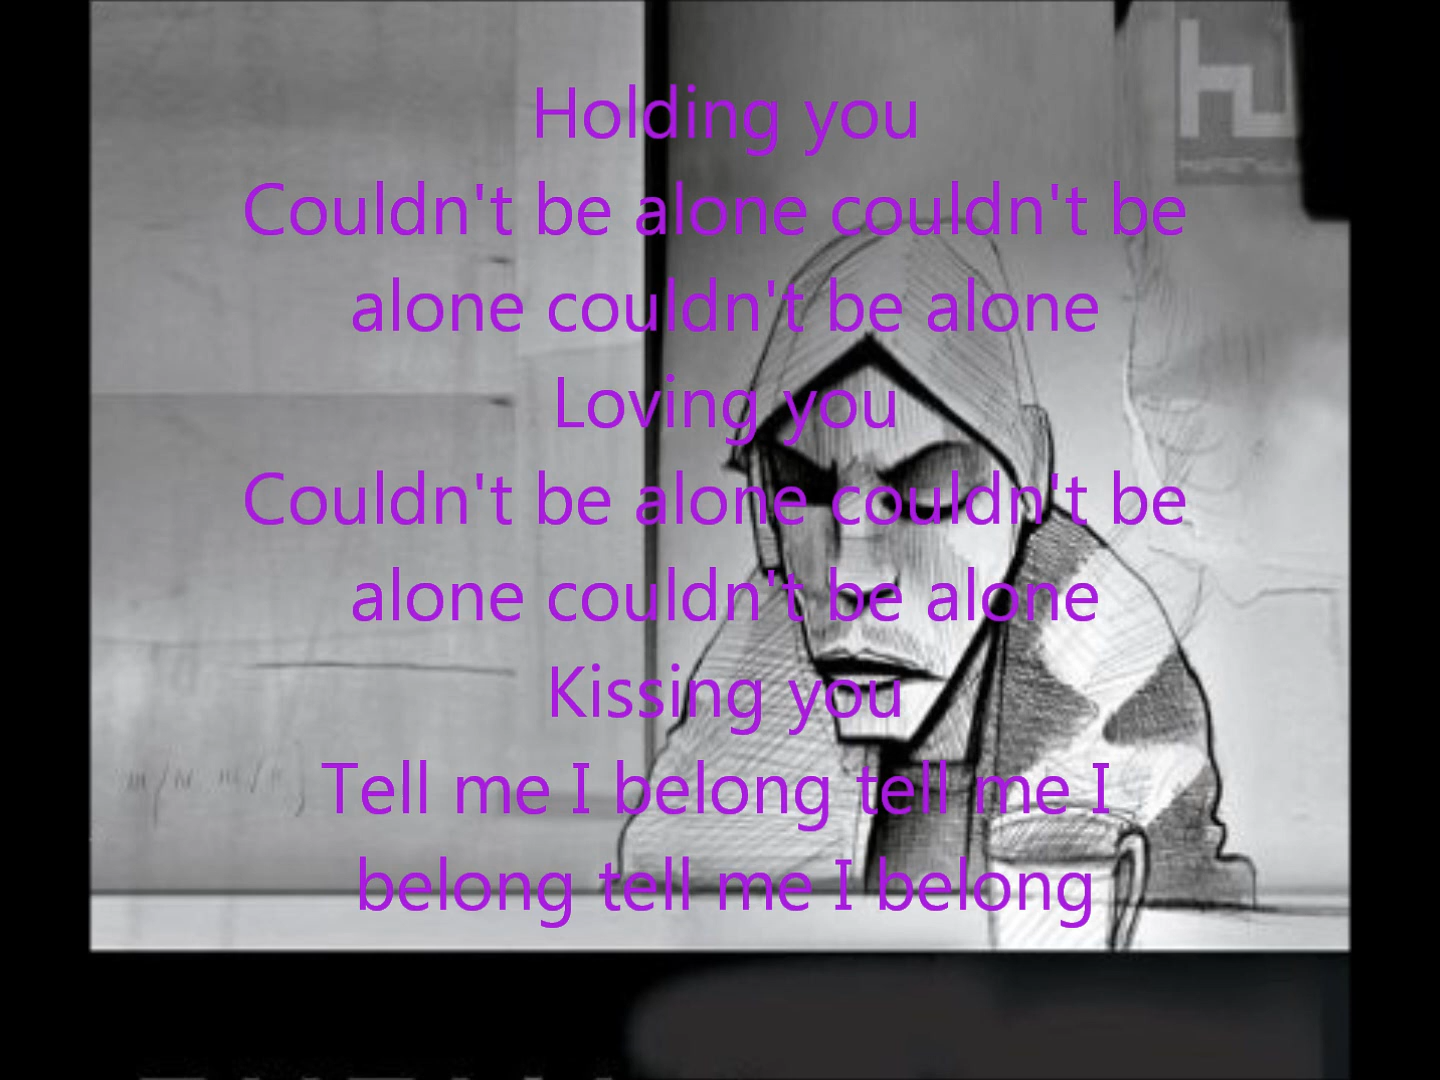 Holding you
Couldn't be alone couldn't be
alone couldn't be alone
Loving you
Couldn't be alone couldn't be
alone couldn't be alone
Kissing you
Tell me I belong tell me I
belong tell me I belong